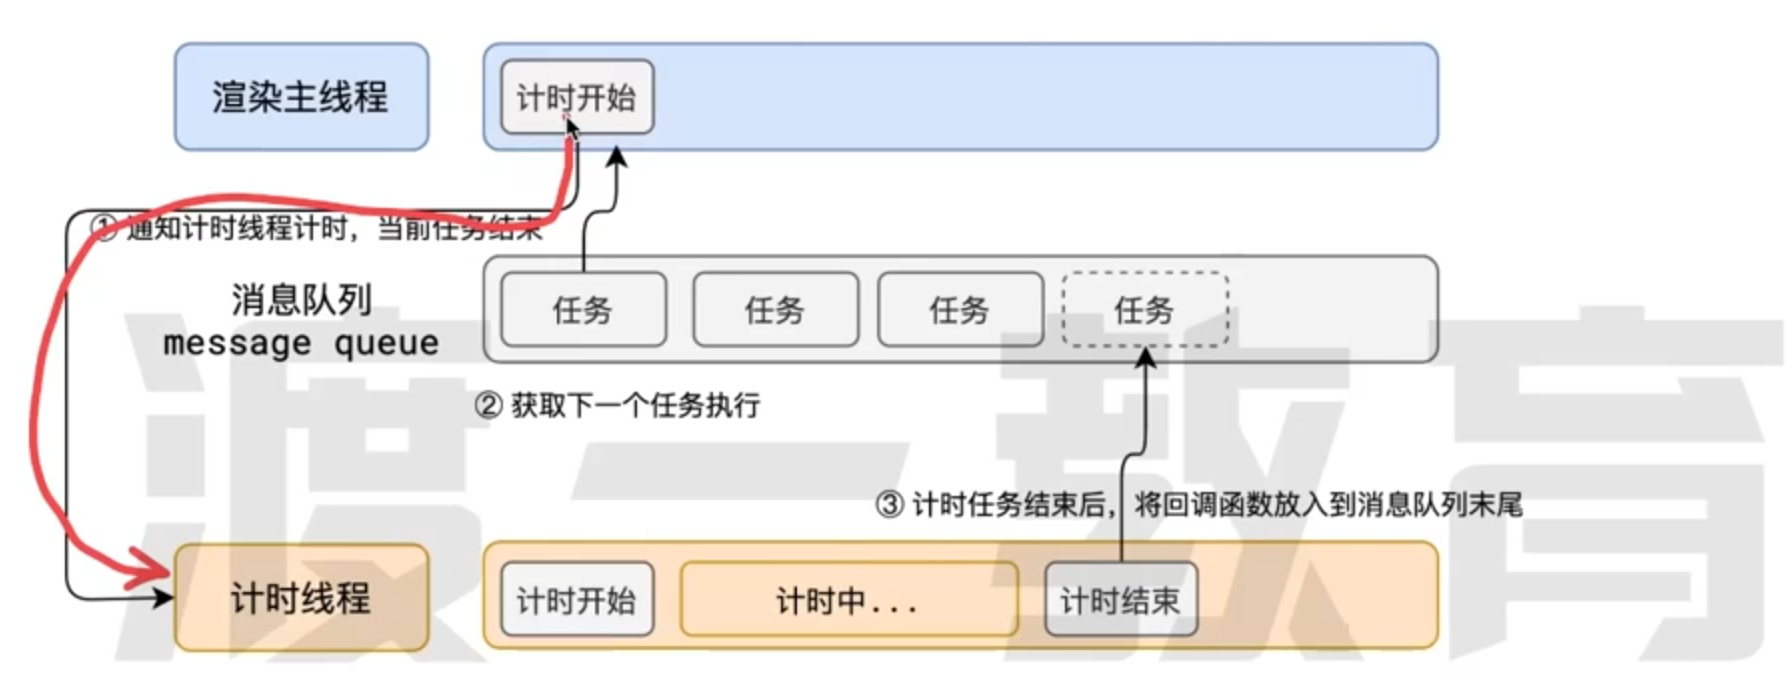 渲染主线程
计时开始
① 通知计时线程计时，当前任务结束
消息队列
message queue
任务
任务
任务
任务
② 获取下一个任务执行
③ 计时任务结束后，将回调函数放入到消息队列末尾
计时线程
计时开始
计时中...
计时结束
渡一教育